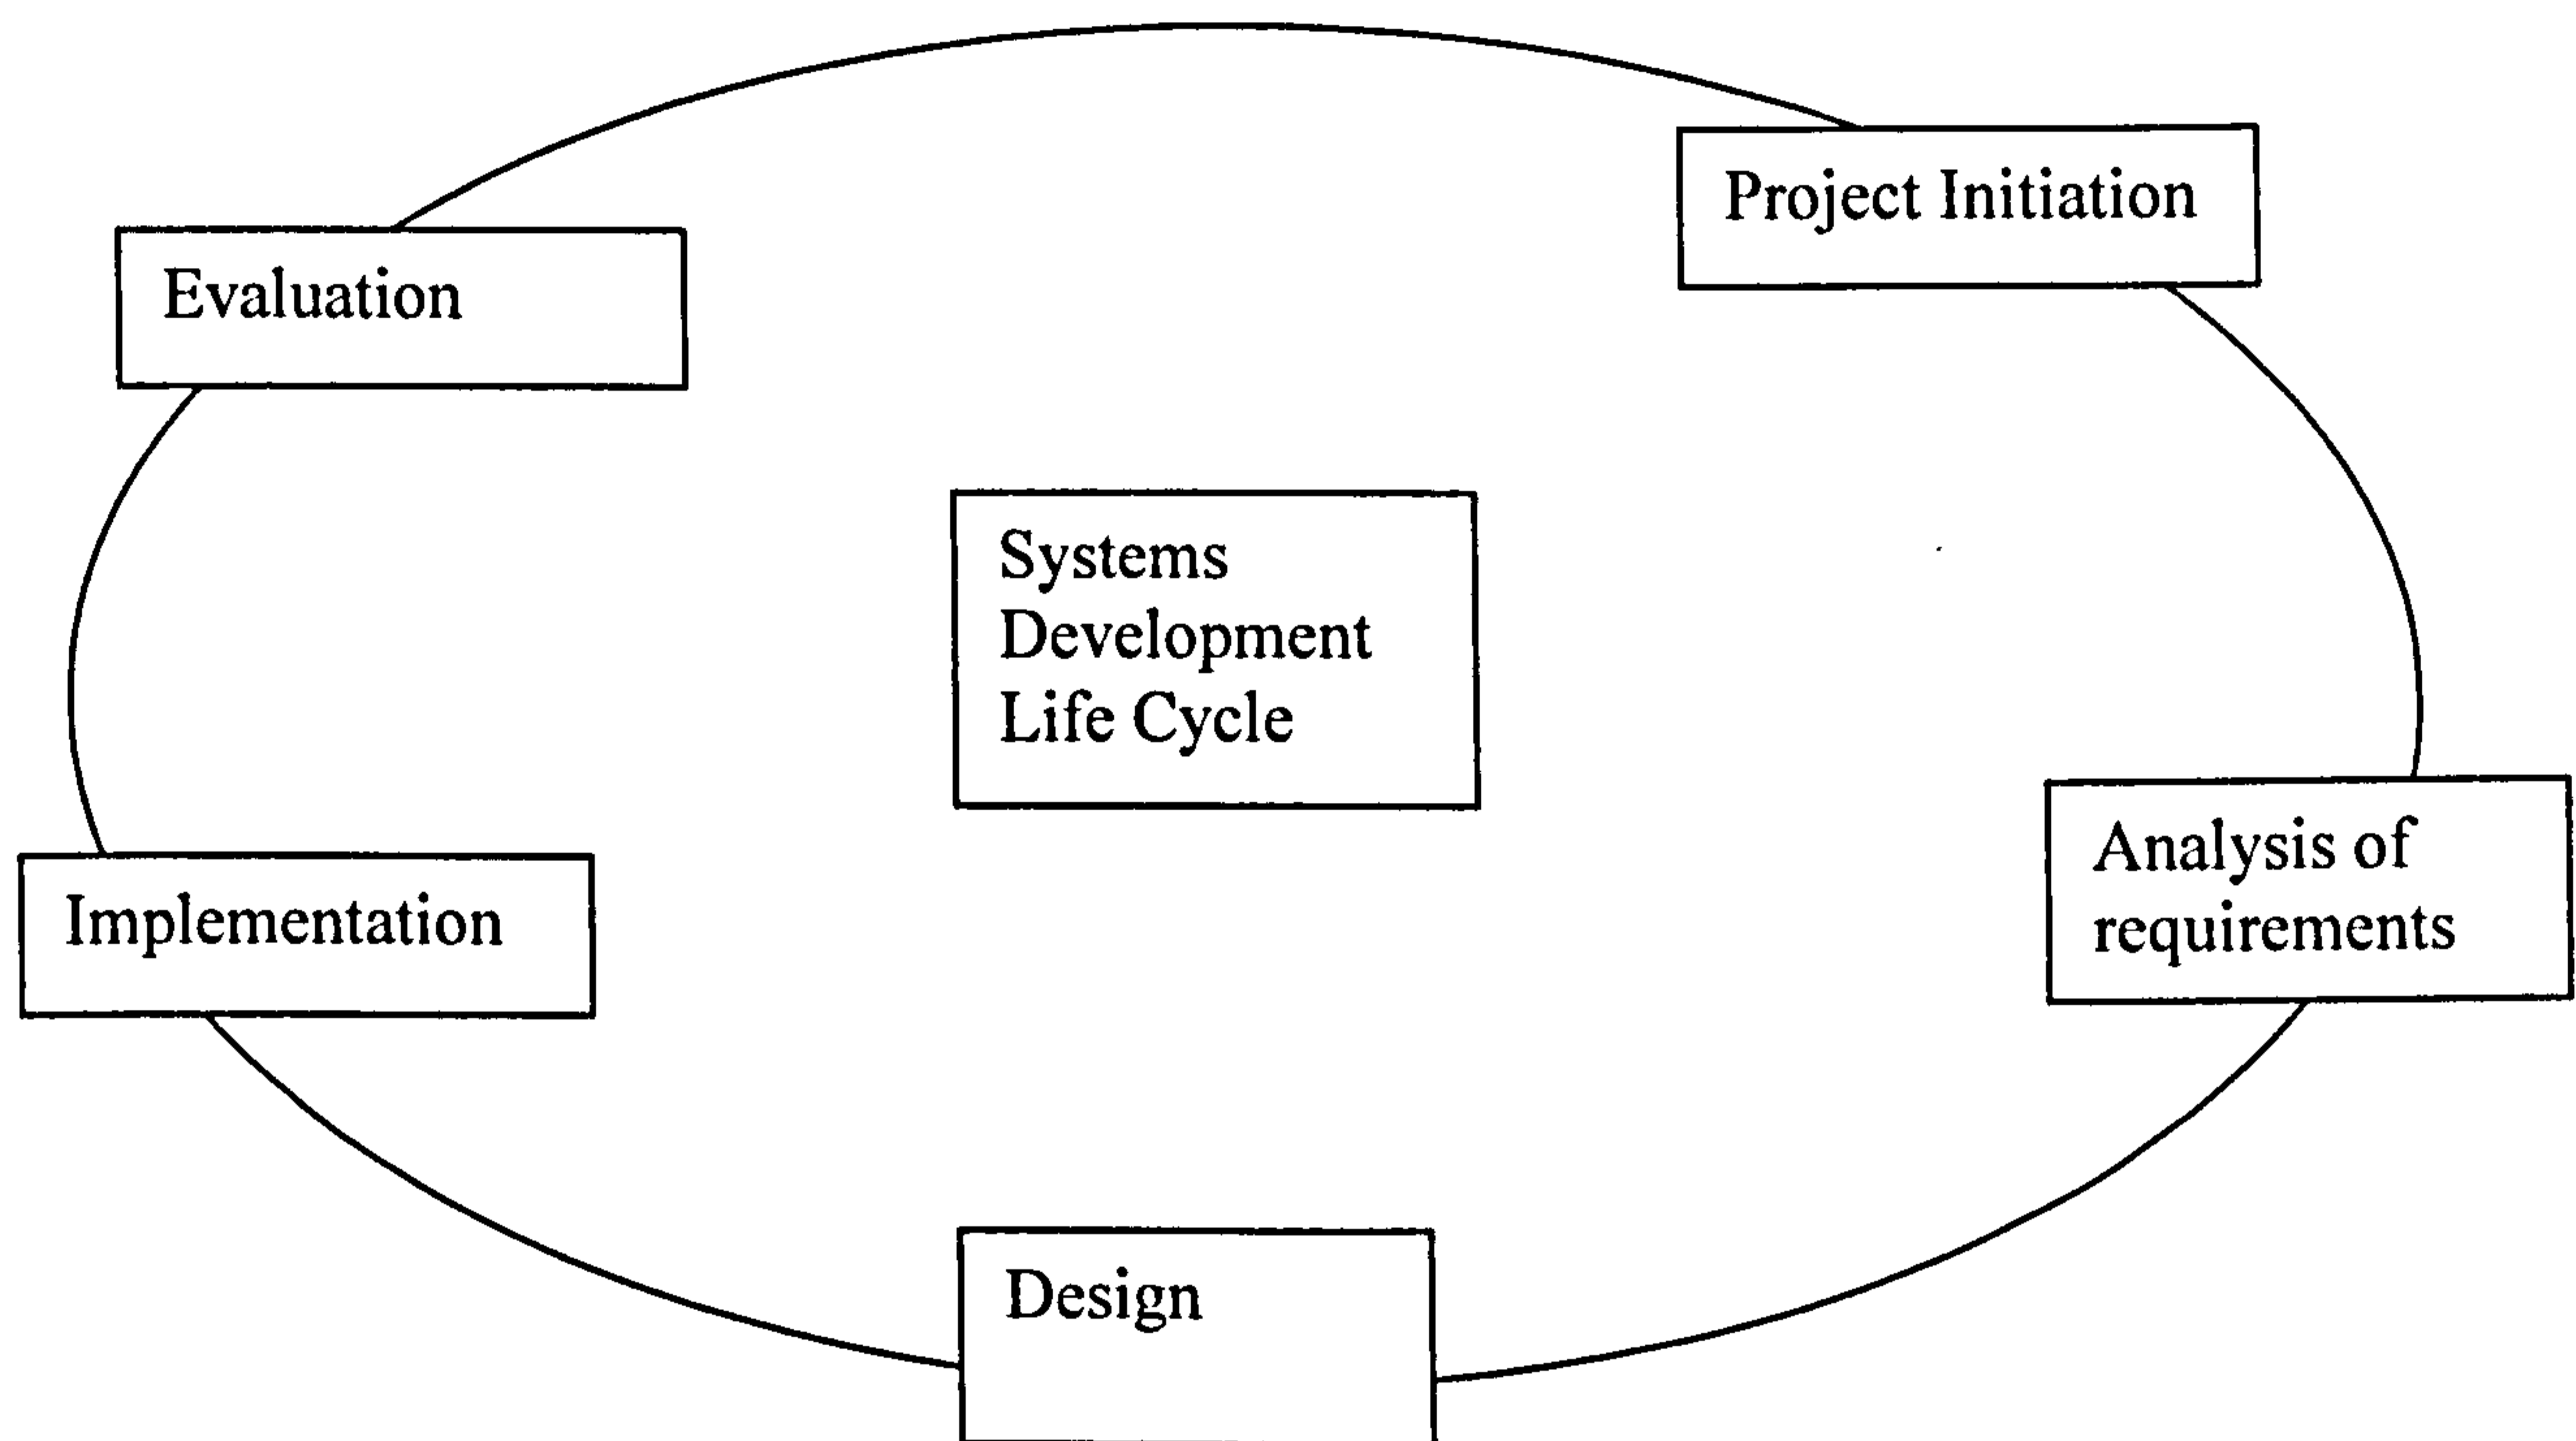 Project Initiation
Evaluation
Systems
Development
Life Cycle
Analysis of
requirements
Implementation
Design